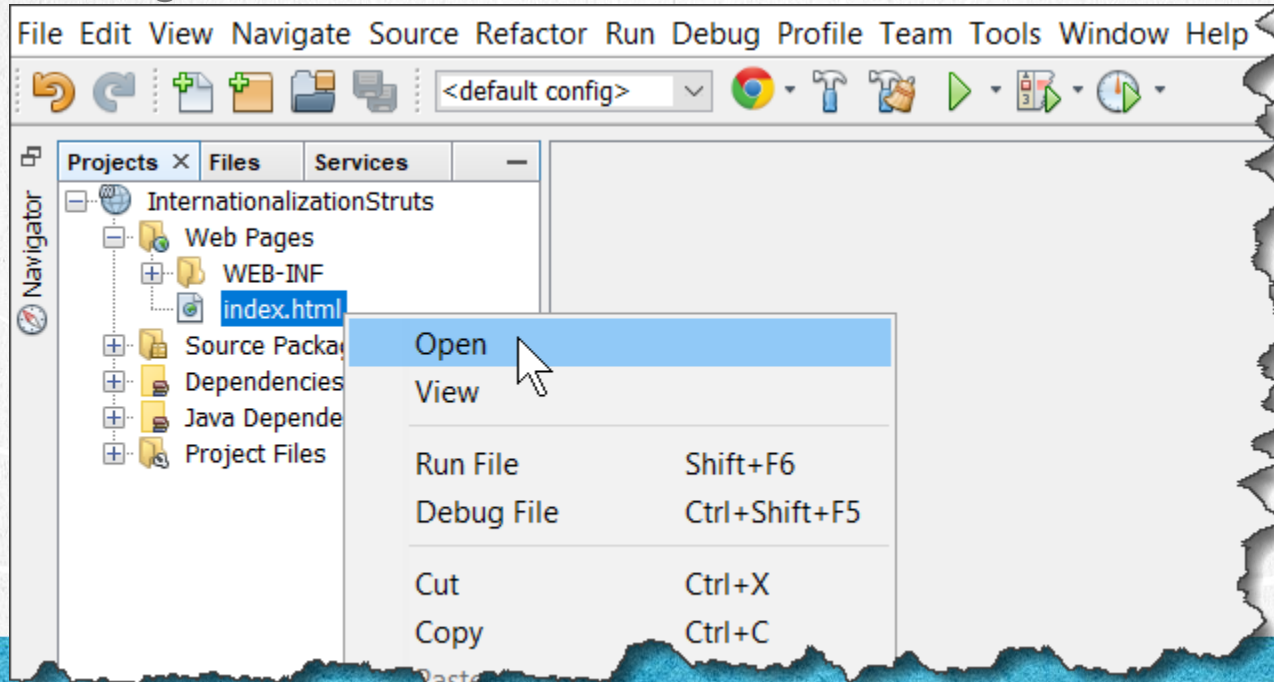 File Edit View Navigate Source Refactor Run Debug Profile Team Tools Window Help
<default config>
Projects Files Services
Navigator
InternationalizationStruts
Web Pages
WEB-INF
index.html
Source Packa
Dependencies
Java Depende
Project Files
Open
View
Run File Shift+F6
Debug File Ctrl+Shift+F5
Cut Ctrl+X
Copy Ctrl+C
Paste